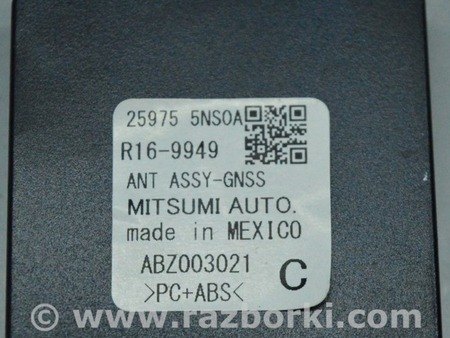 25975 5NS0A
R16-9949
ANT ASSY-GNSS
MITSUMI AUTO.
made in MEXICO
ABZ003021 C
>PC+ABS<
© www.razborki.com